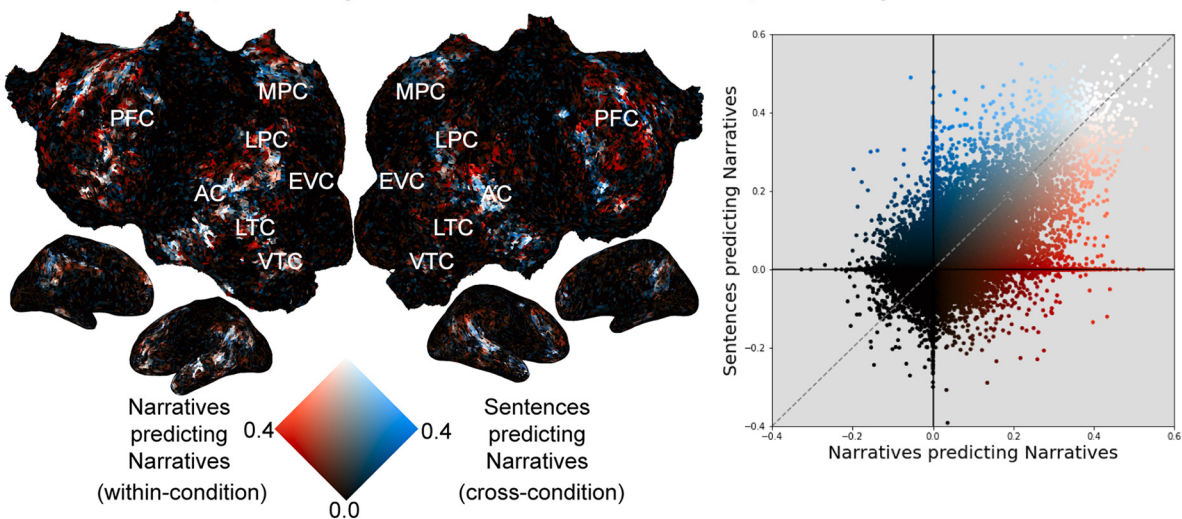 MPC
PFC
LPC
EVC
AC
LTC
VTC
MPC
PFC
LPC
EVC
AC
LTC
VTC
Narratives
predicting
Narratives
(within-condition)
0.4
0.4
0.0
Sentences
predicting
Narratives
(cross-condition)
Sentences predicting Narratives
0.6
0.4
0.2
0.0
−0.2
−0.4
−0.4
−0.2
0.0
0.2
0.4
0.6
Narratives predicting Narratives